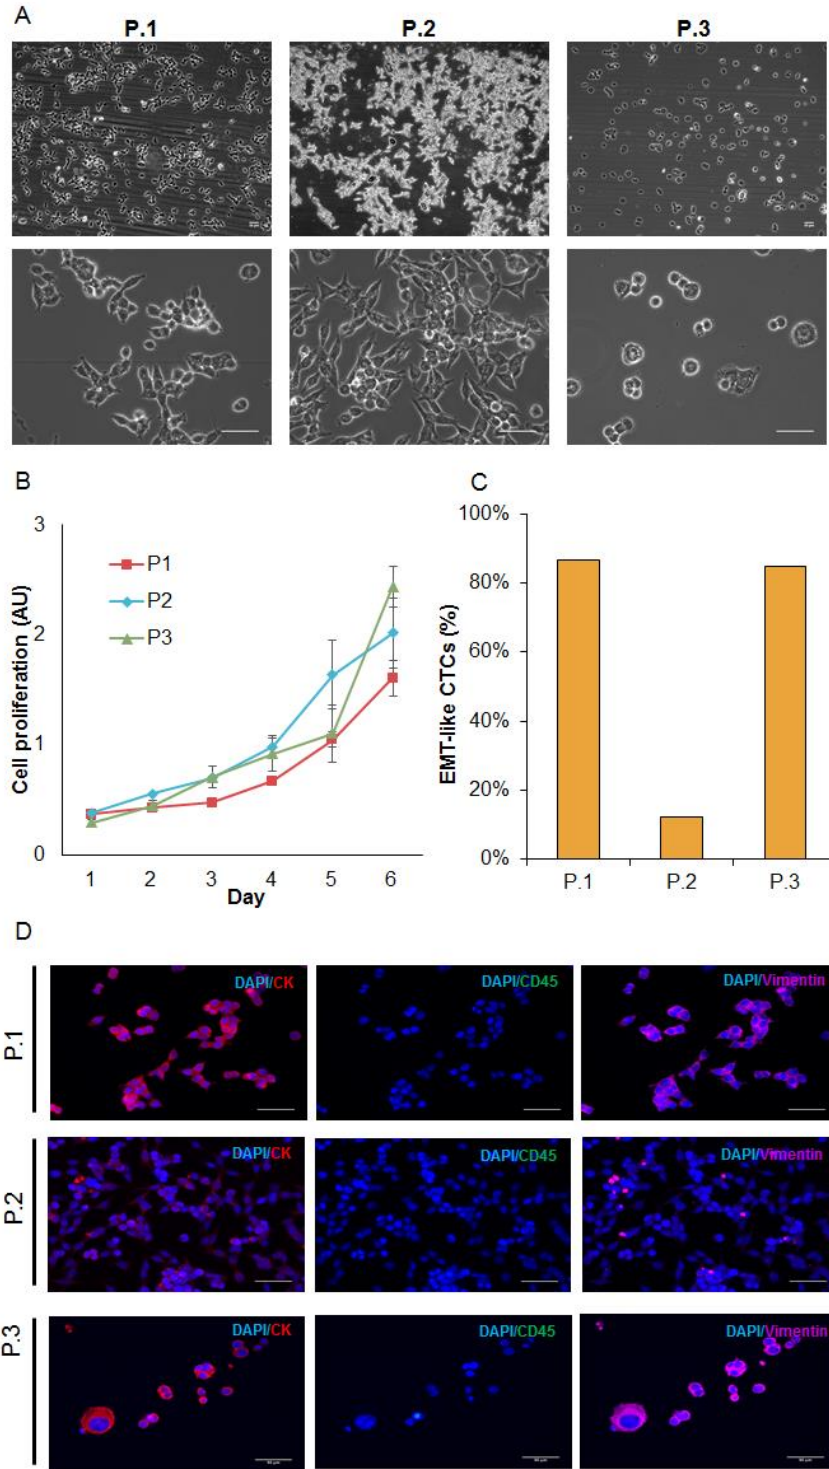 A
P.1 P.2 P.3
B
3
2
1
0
Cell proliferation (AU)
P1
P2
P3
1 2 3 4 5 6
Day
C
100%
80%
60%
40%
20%
0%
EMT-like CTCs (%)
P.1 P.2 P.3
D
P.1
DAPI/CK DAPI/CD45 DAPI/Vimentin
P.2
DAPI/CK DAPI/CD45 DAPI/Vimentin
P.3
DAPI/CK DAPI/CD45 DAPI/Vimentin